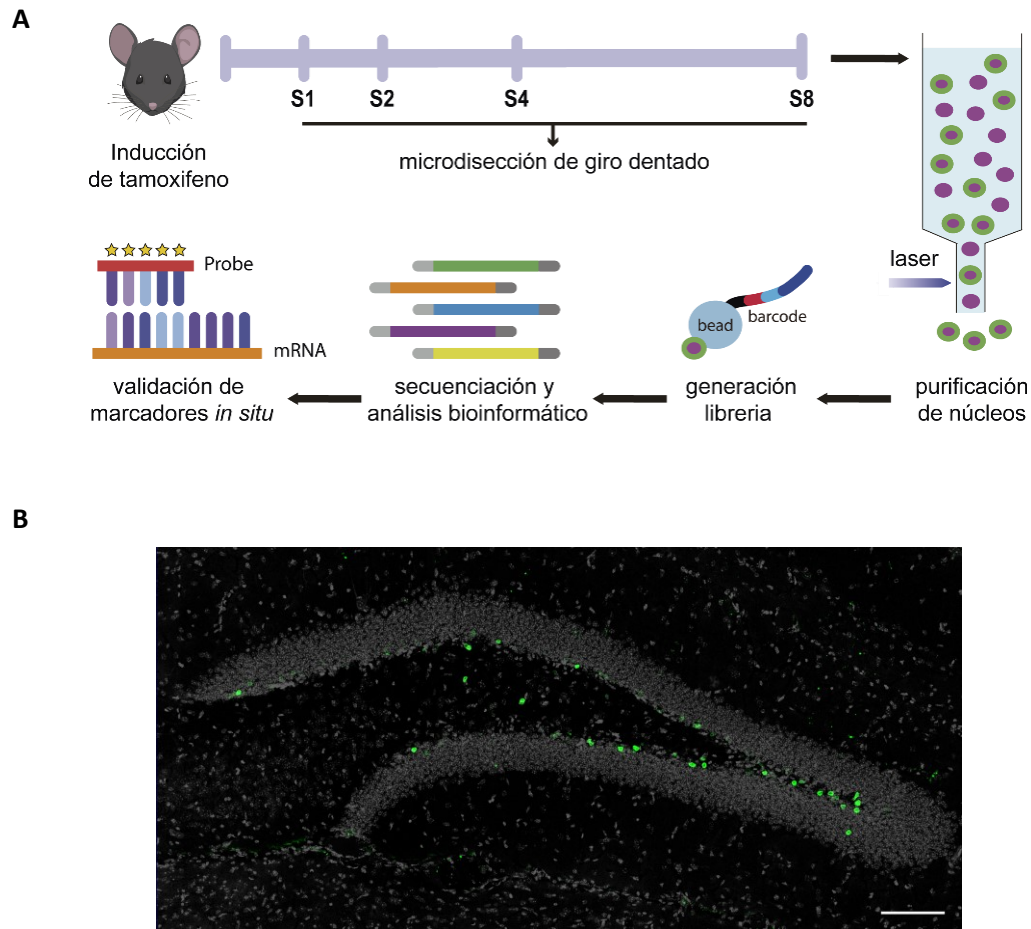 A
S1 S2 S4 S8
Inducción
de tamoxifeno
microdisección de giro dentado
laser
Probe
mRNA
bead
barcode
validación de
marcadores in situ
secuenciación y
análisis bioinformático
generación
libreria
purificación
de núcleos
B